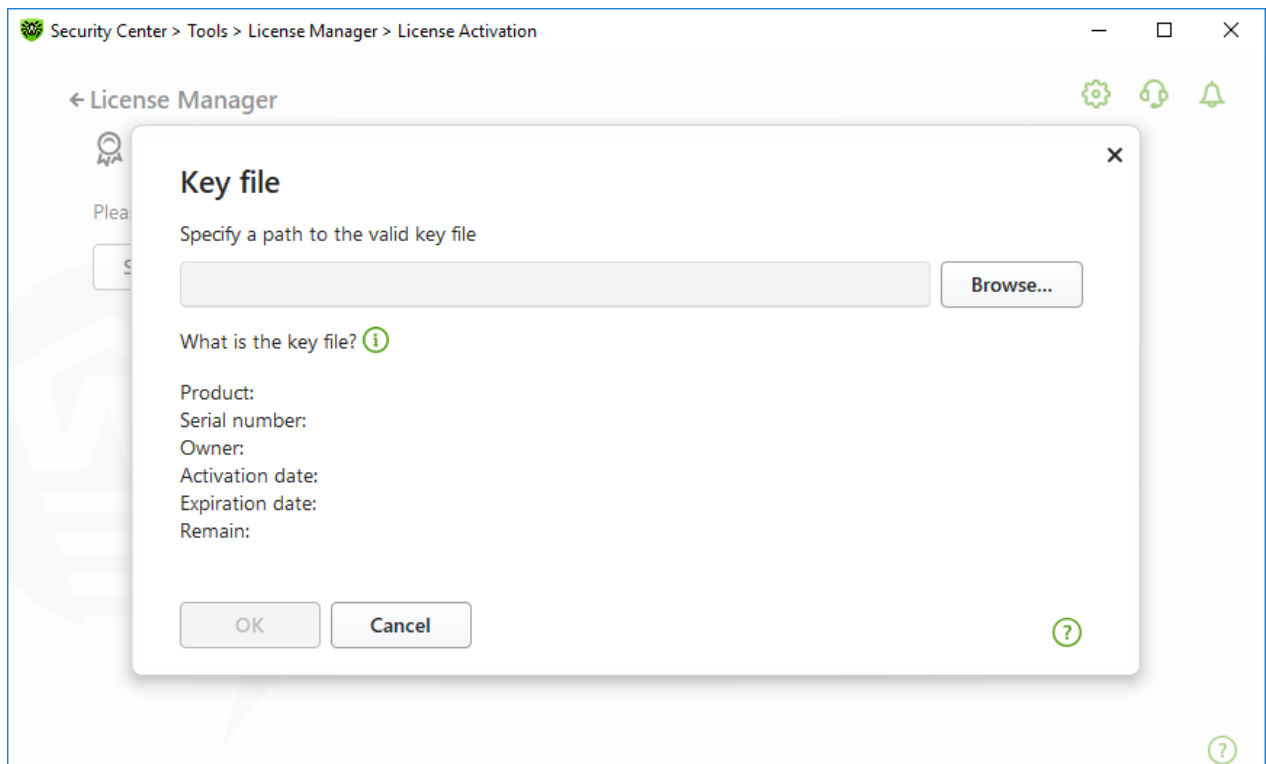 Security Center > Tools > License Manager > License Activation
License Manager
Key file
Plea
Specify a path to the valid key file
S
Browse...
What is the key file?
Product:
Serial number:
Owner:
Activation date:
Expiration date:
Remain:
OK Cancel
?
?